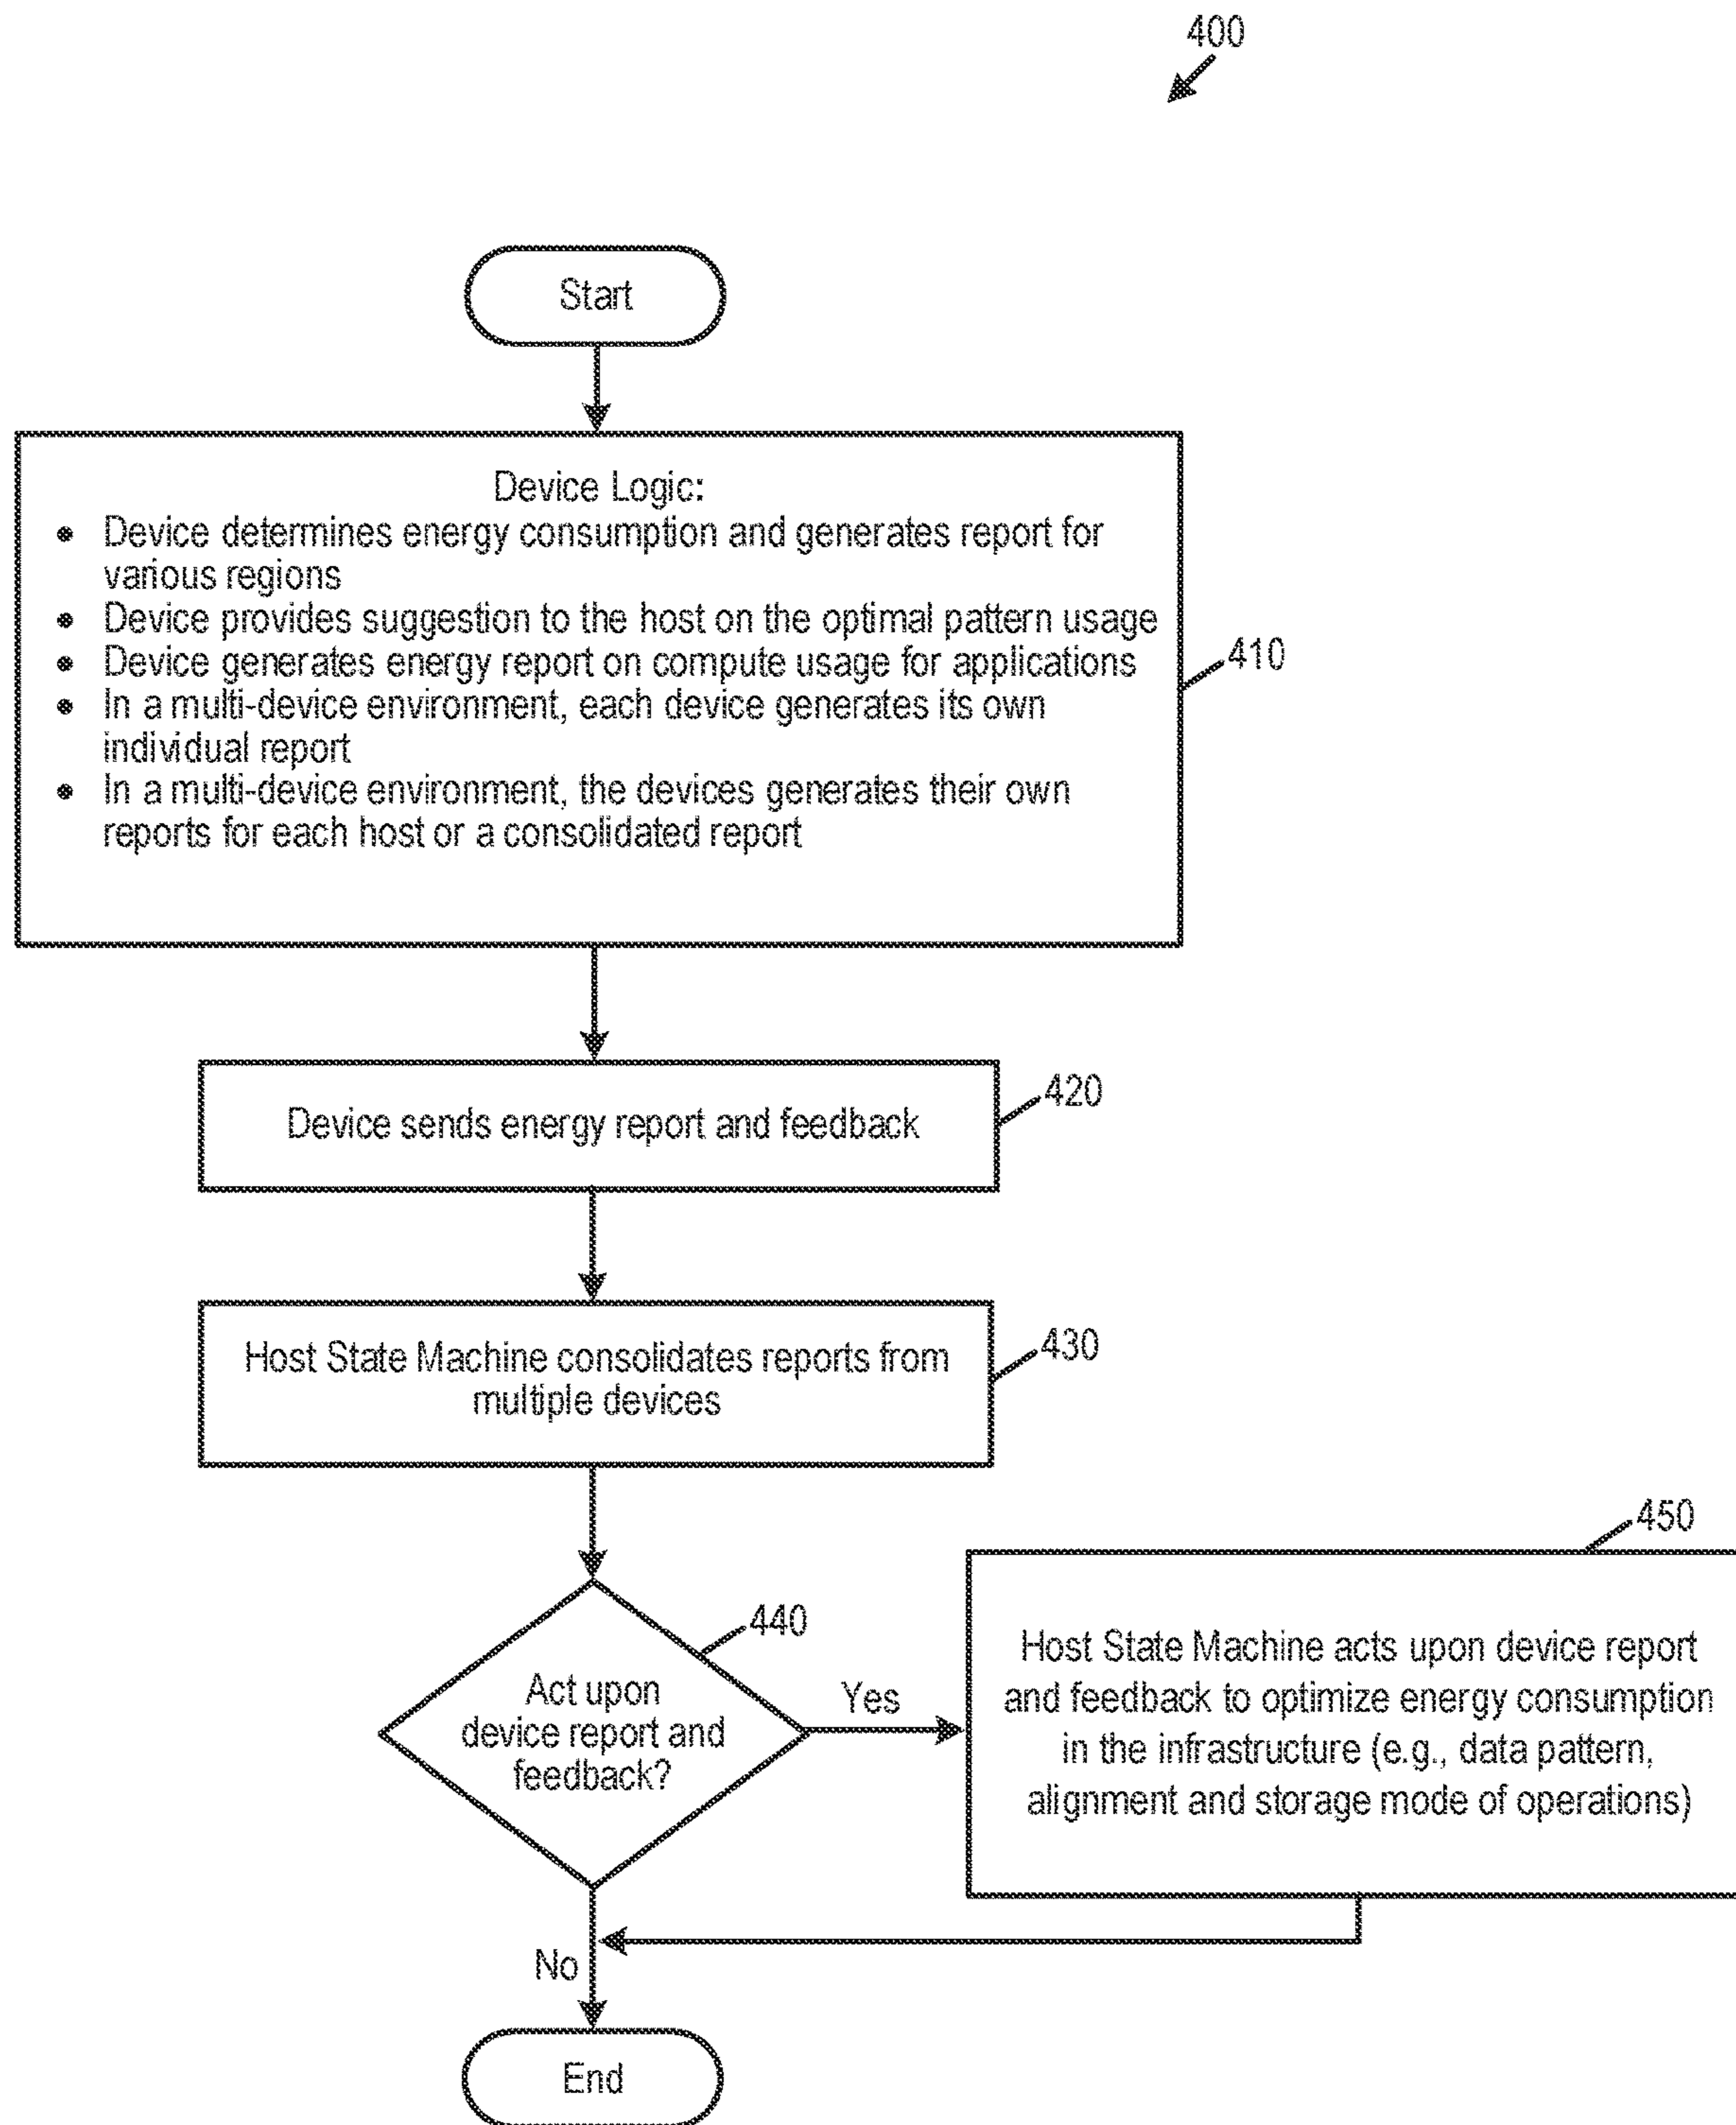 400
Start
Device Logic:
• Device determines energy consumption and generates report for
various regions
• Device provides suggestion to the host on the optimal pattern usage
• Device generates energy report on compute usage for applications
• In a multi-device environment, each device generates its own
individual report
• In a multi-device environment, the devices generates their own
reports for each host or a consolidated report
410
Device sends energy report and feedback
420
Host State Machine consolidates reports from
multiple devices
430
Act upon
device report and
feedback?
440
Yes
450
Host State Machine acts upon device report
and feedback to optimize energy consumption
in the infrastructure (e.g., data pattern,
alignment and storage mode of operations)
No
End